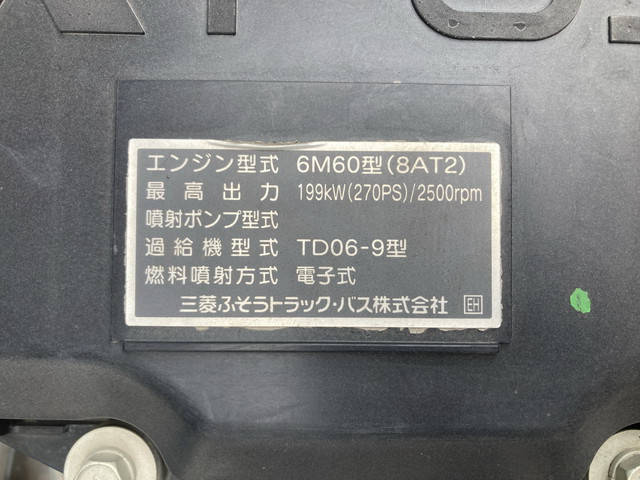 エンジン型式 6M60型(8AT2)
最高出力 199kW(270PS)/2500rpm
噴射ポンプ型式
過給機型式 TD06-9型
燃料噴射方式 電子式
三菱ふそうトラック・バス株式会社 EH